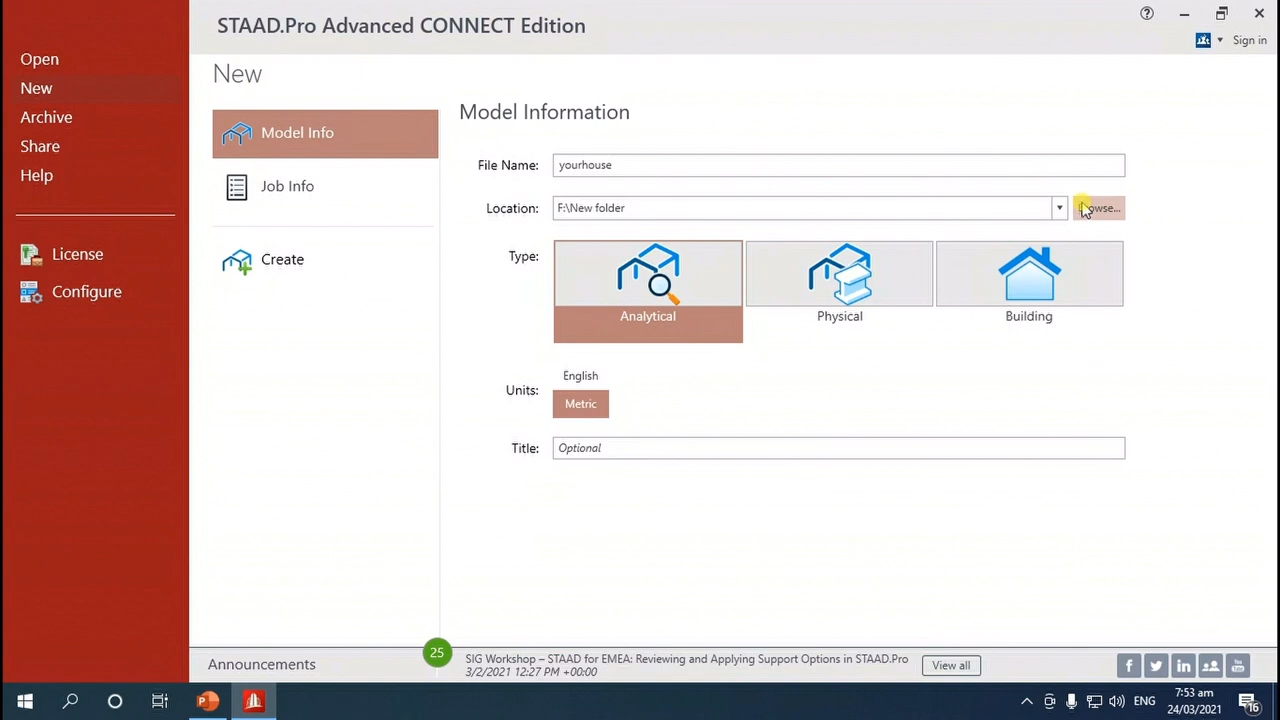 STAAD.Pro Advanced CONNECT Edition
Sign in
Open
New
Archive
Share
Help
License
Configure
New
Model Info
Job Info
Create
Model Information
File Name: yourhouse
Location: F:\New folder
Type:
Analytical Physical Building
Units:
English
Metric
Title: Optional
Announcements
25
SIG Workshop – STAAD for EMEA: Reviewing and Applying Support Options in STAAD.Pro
3/2/2021 12:27 PM +00:00
View all
ENG
7:53 am
24/03/2021
16